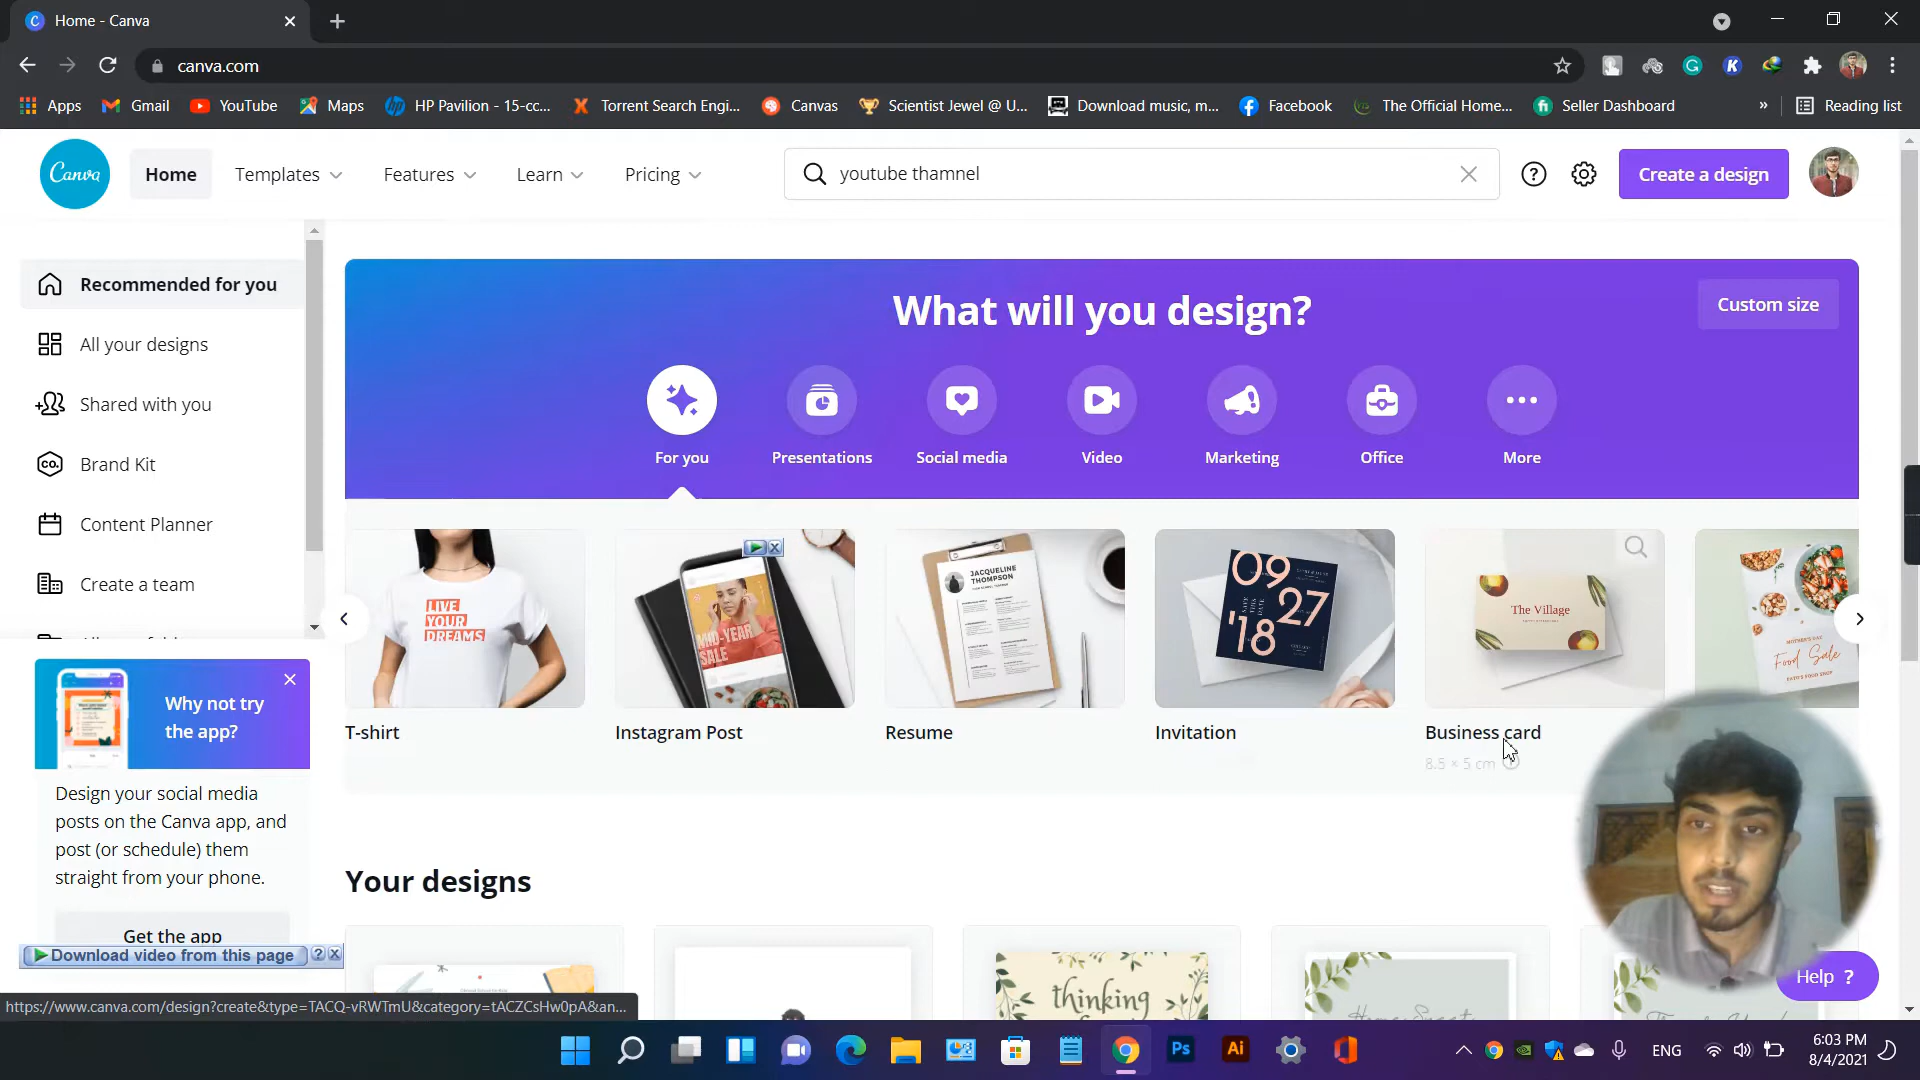 Home - Canva
canva.com
Apps
Gmail
YouTube
Maps
HP Pavilion - 15-cc...
Torrent Search Engi...
Canvas
Scientist Jewel @ U...
Download music, m...
Facebook
The Official Home...
Seller Dashboard
»
Reading list
Canva
Home
Templates
Features
Learn
Pricing
youtube thamnel
Create a design
Recommended for you
All your designs
Shared with you
Brand Kit
Content Planner
Create a team
What will you design?
Custom size
For you
Presentations
Social media
Video
Marketing
Office
More
LIVE
YOUR
DREAMS
MID-YEAR
SALE
JACQUELINE
THOMPSON
09
27
'18
The Village
MOTHER'S DAY
Food Sale
T-shirt
Instagram Post
Resume
Invitation
Business card
8.5 × 5 cm
Why not try
the app?
Design your social media
posts on the Canva app, and
post (or schedule) them
straight from your phone.
Get the app
Download video from this page
Your designs
thinking
Help ?
https://www.canva.com/design?create&type=TACQ-vRWTmU&category=tACZCsHw0pA&an...
Ps
Ai
ENG
6:03 PM
8/4/2021